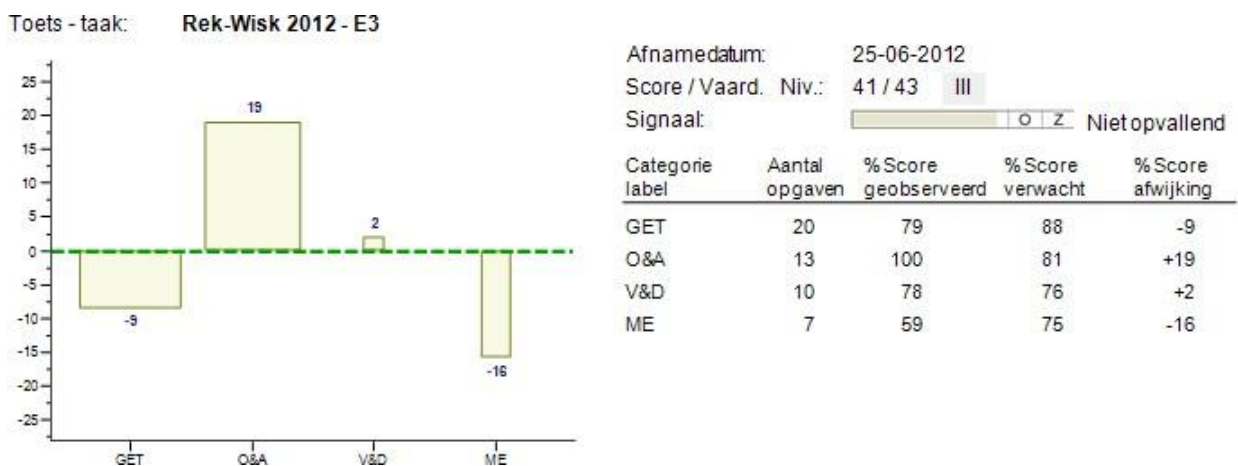 Toets - taak: Rek-Wisk 2012 - E3
25
20
15
10
5
0
-5
-10
-15
-20
-25
19
2
-9
-16
GET O&A V&D ME
Afnamedatum: 25-06-2012
Score / Vaard. Niv.: 41 / 43 III
Signaal: O Z Niet opvallend
Categorie Aantal % Score % Score % Score
label opgaven geobserveerd verwacht afwijking
GET 20 79 88 -9
O&A 13 100 81 +19
V&D 10 78 76 +2
ME 7 59 75 -16